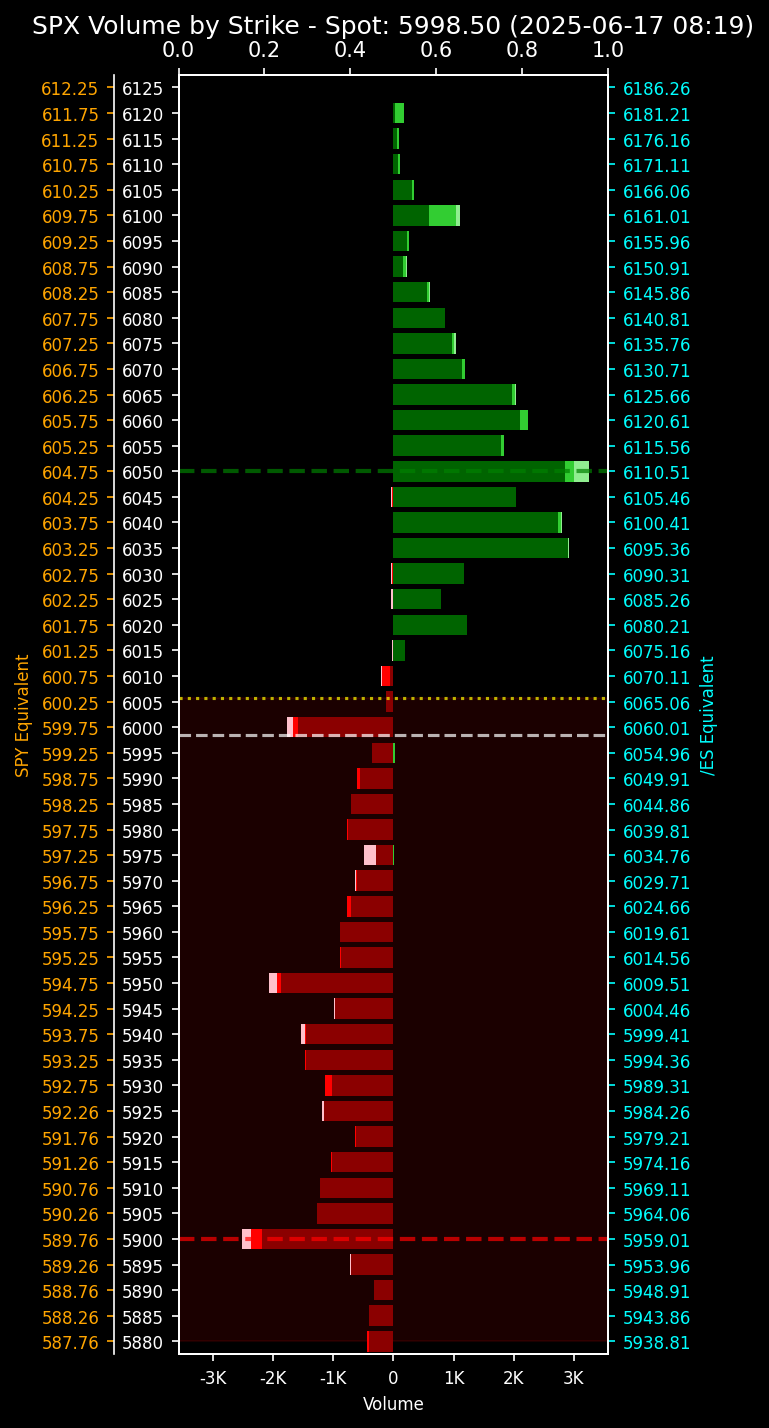 SPX Volume by Strike - Spot: 5998.50 (2025-06-17 08:19)
0.0 0.2 0.4 0.6 0.8 1.0
612.25 6125 6186.26
611.75 6120 6181.21
611.25 6115 6176.16
610.75 6110 6171.11
610.25 6105 6166.06
609.75 6100 6161.01
609.25 6095 6155.96
608.75 6090 6150.91
608.25 6085 6145.86
607.75 6080 6140.81
607.25 6075 6135.76
606.75 6070 6130.71
606.25 6065 6125.66
605.75 6060 6120.61
605.25 6055 6115.56
604.75 6050 6110.51
604.25 6045 6105.46
603.75 6040 6100.41
603.25 6035 6095.36
602.75 6030 6090.31
602.25 6025 6085.26
601.75 6020 6080.21
601.25 6015 6075.16
600.75 6010 6070.11
600.25 6005 6065.06
599.75 6000 6060.01
599.25 5995 6054.96
598.75 5990 6049.91
598.25 5985 6044.86
597.75 5980 6039.81
597.25 5975 6034.76
596.75 5970 6029.71
596.25 5965 6024.66
595.75 5960 6019.61
595.25 5955 6014.56
594.75 5950 6009.51
594.25 5945 6004.46
593.75 5940 5999.41
593.25 5935 5994.36
592.75 5930 5989.31
592.26 5925 5984.26
591.76 5920 5979.21
591.26 5915 5974.16
590.76 5910 5969.11
590.26 5905 5964.06
589.76 5900 5959.01
589.26 5895 5953.96
588.76 5890 5948.91
588.26 5885 5943.86
587.76 5880 5938.81
SPY Equivalent
/ES Equivalent
-3K -2K -1K 0 1K 2K 3K
Volume